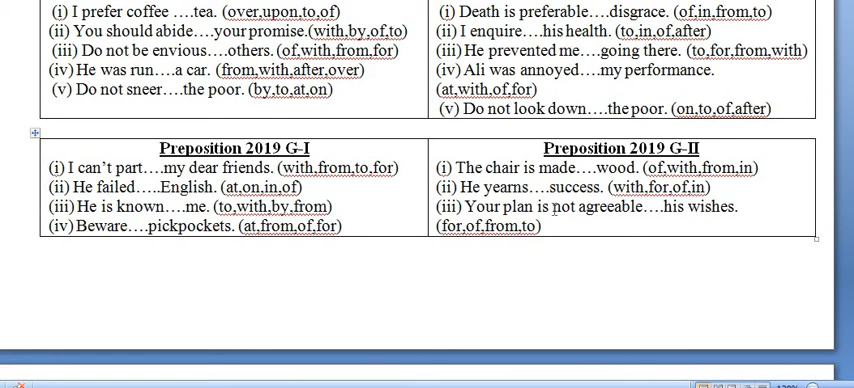 (i) I prefer coffee ….tea. (over,upon,to,of)
(ii) You should abide….your promise.(with,by,of,to)
(iii) Do not be envious….others. (of,with,from,for)
(iv) He was run….a car. (from,with,after,over)
(v) Do not sneer….the poor. (by,to,at,on)
(i) Death is preferable….disgrace. (of,in,from,to)
(ii) I enquire….his health. (to,in,of,after)
(iii) He prevented me….going there. (to,for,from,with)
(iv) Ali was annoyed….my performance.
(at,with,of,for)
(v) Do not look down….the poor. (on,to,of,after)
Preposition 2019 G-I
(i) I can’t part….my dear friends. (with,from,to,for)
(ii) He failed…..English. (at,on,in,of)
(iii) He is known….me. (to,with,by,from)
(iv) Beware….pickpockets. (at,from,of,for)
Preposition 2019 G-II
(i) The chair is made….wood. (of,with,from,in)
(ii) He yearns….success. (with,for,of,in)
(iii) Your plan is not agreeable….his wishes.
(for,of,from,to)